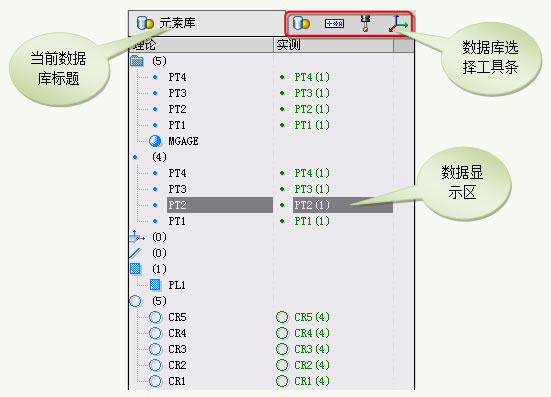 元素库
当前数据
库标题
数据库选
择工具条
理论 实测
(5)
PT4 PT4(1)
PT3 PT3(1)
PT2 PT2(1)
PT1 PT1(1)
MGAGE
(4)
PT4 PT4(1)
PT3 PT3(1)
PT2 PT2(1)
PT1 PT1(1)
数据显
示区
(0)
(0)
(1)
PL1
(5)
CR5 CR5(4)
CR4 CR4(4)
CR3 CR3(4)
CR2 CR2(4)
CR1 CR1(4)